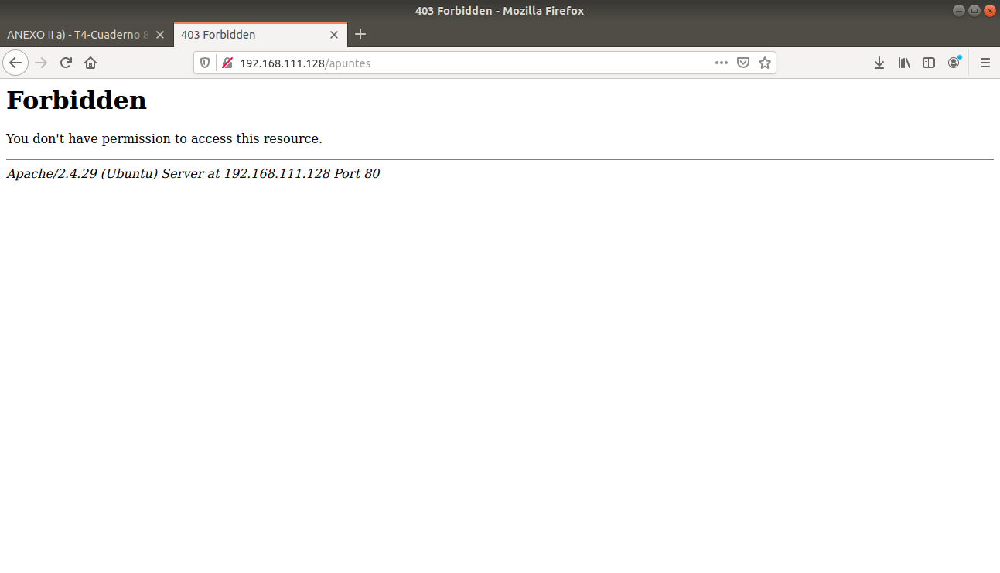 403 Forbidden - Mozilla Firefox
ANEXO II a) - T4-Cuaderno 8
403 Forbidden
192.168.111.128/apuntes
Forbidden
You don't have permission to access this resource.
Apache/2.4.29 (Ubuntu) Server at 192.168.111.128 Port 80